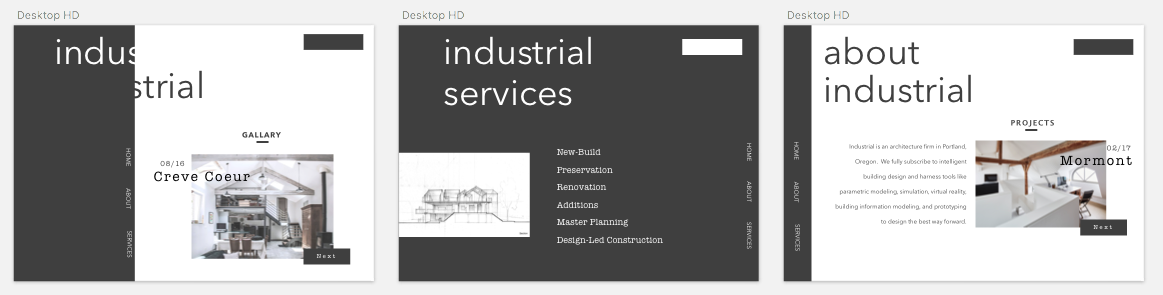 Desktop HD
indus
strial
GALLARY
08/16
Creve Coeur
HOME
ABOUT
SERVICES
Next
Desktop HD
industrial
services
New-Build
Preservation
Renovation
Additions
Master Planning
Design-Led Construction
HOME
ABOUT
SERVICES
Desktop HD
about
industrial
PROJECTS
HOME
ABOUT
SERVICES
Industrial is an architecture firm in Portland,
Oregon. We fully subscribe to intelligent
building design and harness tools like
parametric modeling, simulation, virtual reality,
building information modeling, and prototyping
to design the best way forward.
02/17
Mormont
Next